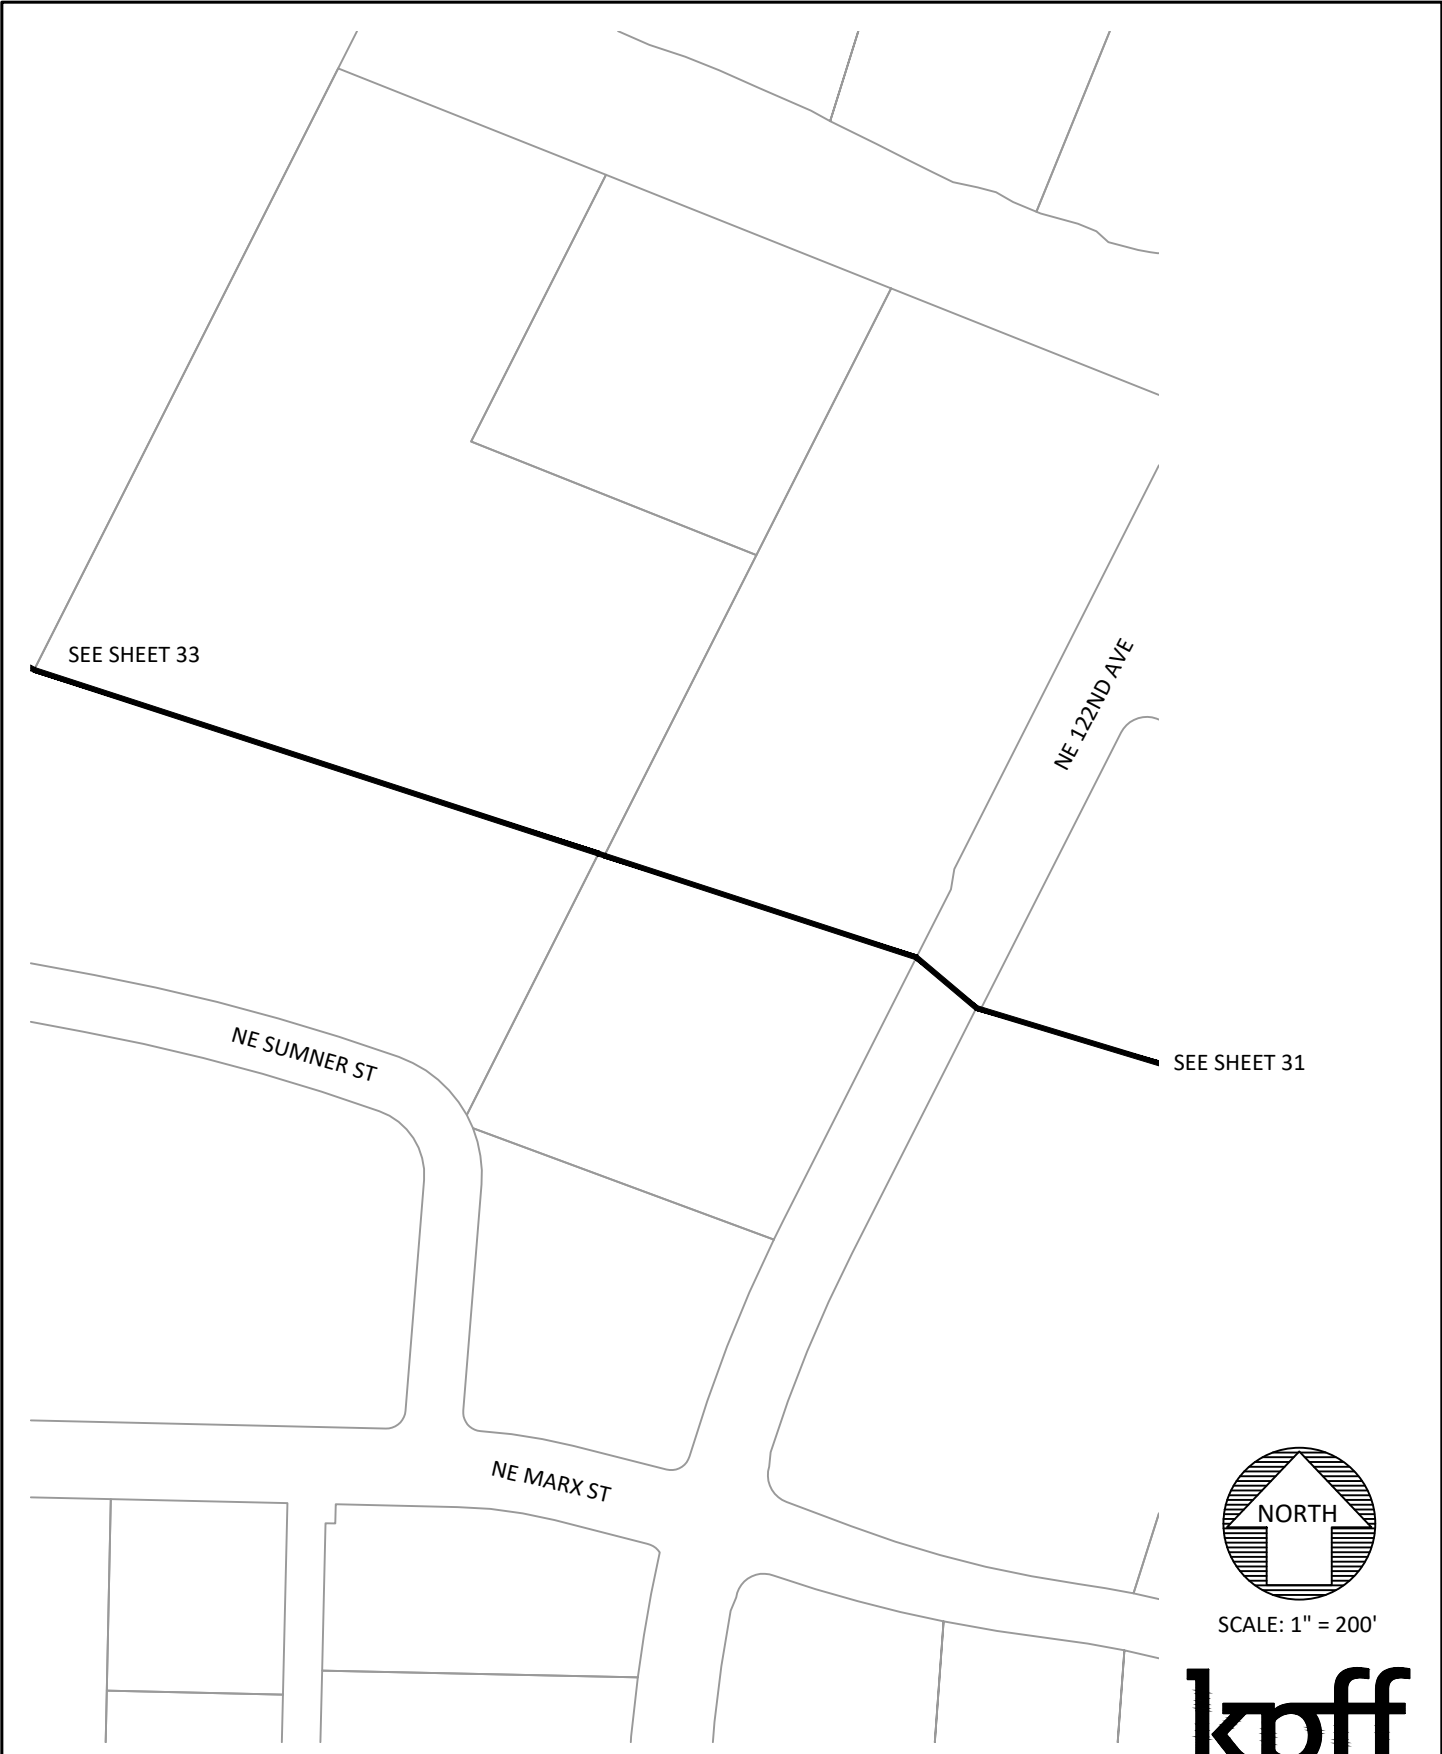 SEE SHEET 33
NE 122ND AVE
NE SUMNER ST
SEE SHEET 31
NE MARX ST
NORTH
SCALE: 1" = 200'
kpff